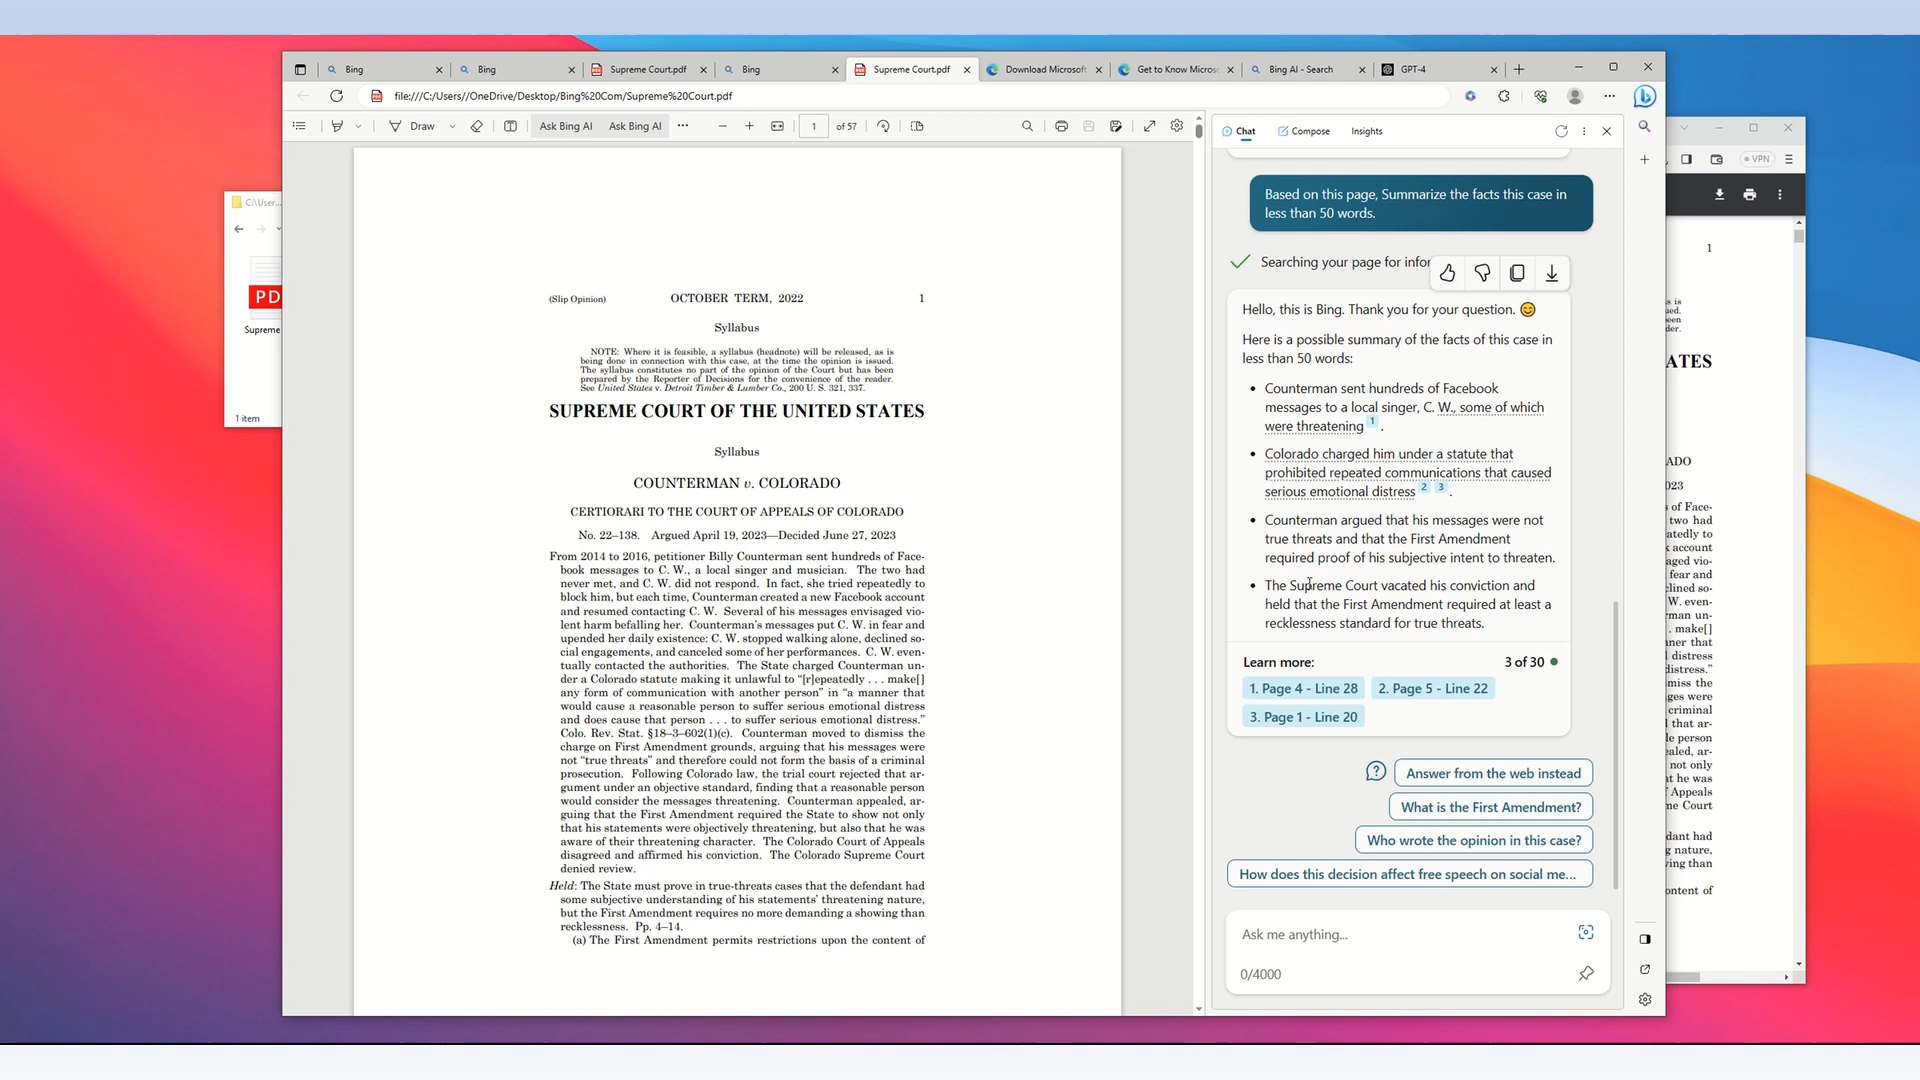 Bing
Bing
Supreme Court.pdf
Bing
Supreme Court.pdf
Download Microsoft
Get to Know Microso
Bing AI - Search
GPT-4
file:///C:/Users//OneDrive/Desktop/Bing%20Com/Supreme%20Court.pdf
Draw
Ask Bing AI
Ask Bing AI
1
of 57
C:\User...
PD
Supreme
1 item
(Slip Opinion)
OCTOBER TERM, 2022
1
Syllabus
NOTE: Where it is feasible, a syllabus (headnote) will be released, as is
being done in connection with this case, at the time the opinion is issued.
The syllabus constitutes no part of the opinion of the Court but has been
prepared by the Reporter of Decisions for the convenience of the reader.
See United States v. Detroit Timber & Lumber Co., 200 U. S. 321, 337.
SUPREME COURT OF THE UNITED STATES
Syllabus
COUNTERMAN v. COLORADO
CERTIORARI TO THE COURT OF APPEALS OF COLORADO
No. 22–138. Argued April 19, 2023—Decided June 27, 2023
From 2014 to 2016, petitioner Billy Counterman sent hundreds of Face-
book messages to C. W., a local singer and musician. The two had
never met, and C. W. did not respond. In fact, she tried repeatedly to
block him, but each time, Counterman created a new Facebook account
and resumed contacting C. W. Several of his messages envisaged vio-
lent harm befalling her. Counterman's messages put C. W. in fear and
upended her daily existence: C. W. stopped walking alone, declined so-
cial engagements, and canceled some of her performances. C. W. even-
tually contacted the authorities. The State charged Counterman un-
der a Colorado statute making it unlawful to “[r]epeatedly . . . make[]
any form of communication with another person” in “a manner that
would cause a reasonable person to suffer serious emotional distress
and does cause that person . . . to suffer serious emotional distress.”
Colo. Rev. Stat. §18–3–602(1)(c). Counterman moved to dismiss the
charge on First Amendment grounds, arguing that his messages were
not “true threats” and therefore could not form the basis of a criminal
prosecution. Following Colorado law, the trial court rejected that ar-
gument under an objective standard, finding that a reasonable person
would consider the messages threatening. Counterman appealed, ar-
guing that the First Amendment required the State to show not only
that his statements were objectively threatening, but also that he was
aware of their threatening character. The Colorado Court of Appeals
disagreed and affirmed his conviction. The Colorado Supreme Court
denied review.
Held: The State must prove in true-threats cases that the defendant had
some subjective understanding of his statements' threatening nature,
but the First Amendment requires no more demanding a showing than
recklessness. Pp. 4–14.
(a) The First Amendment permits restrictions upon the content of
Chat
Compose
Insights
Based on this page, Summarize the facts this case in
less than 50 words.
Searching your page for infor
Hello, this is Bing. Thank you for your question. 😊
Here is a possible summary of the facts of this case in
less than 50 words:
• Counterman sent hundreds of Facebook
messages to a local singer, C. W., some of which
were threatening 1 .
• Colorado charged him under a statute that
prohibited repeated communications that caused
serious emotional distress 2 3 .
• Counterman argued that his messages were not
true threats and that the First Amendment
required proof of his subjective intent to threaten.
• The Supreme Court vacated his conviction and
held that the First Amendment required at least a
recklessness standard for true threats.
Learn more:
3 of 30
1. Page 4 - Line 28
2. Page 5 - Line 22
3. Page 1 - Line 20
Answer from the web instead
What is the First Amendment?
Who wrote the opinion in this case?
How does this decision affect free speech on social me...
Ask me anything...
0/4000
VPN
1
ATES
ADO